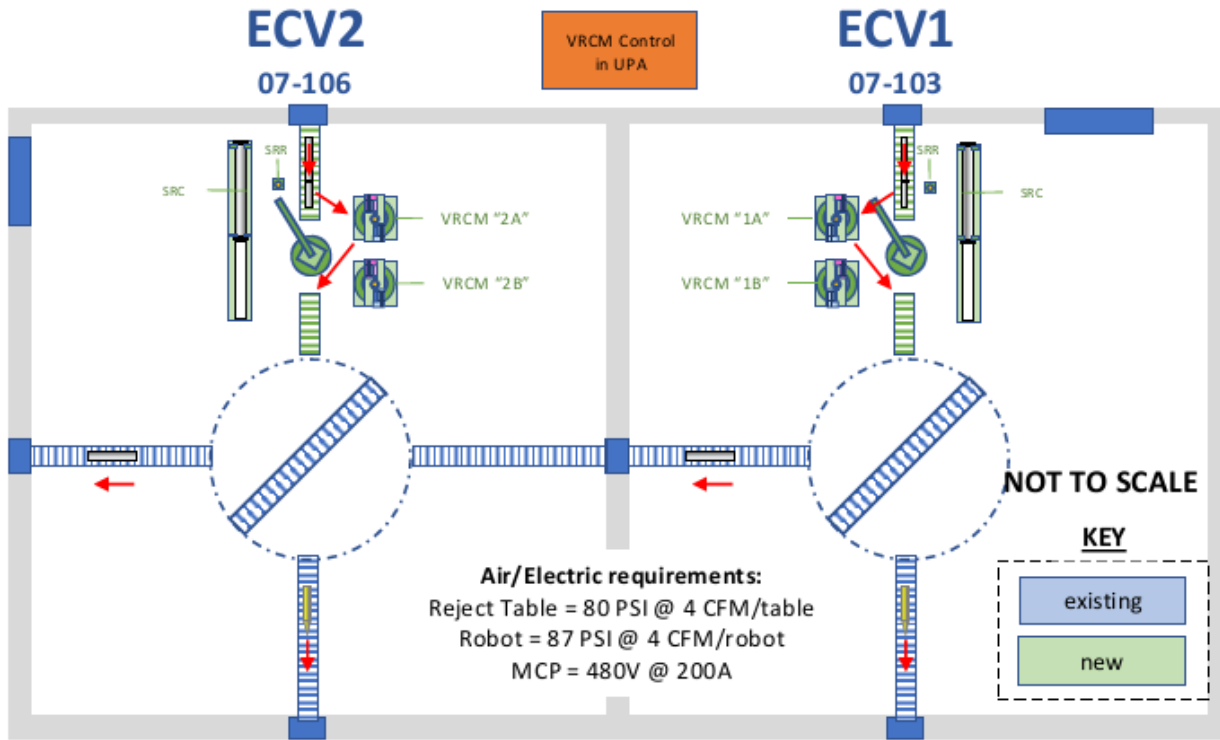 ECV2
07-106
VRCM Control
in UPA
ECV1
07-103
SRR
SRC
VRCM "2A"
VRCM "2B"
SRR
SRC
VRCM "1A"
VRCM "1B"
NOT TO SCALE
KEY
existing
new
Air/Electric requirements:
Reject Table = 80 PSI @ 4 CFM/table
Robot = 87 PSI @ 4 CFM/robot
MCP = 480V @ 200A